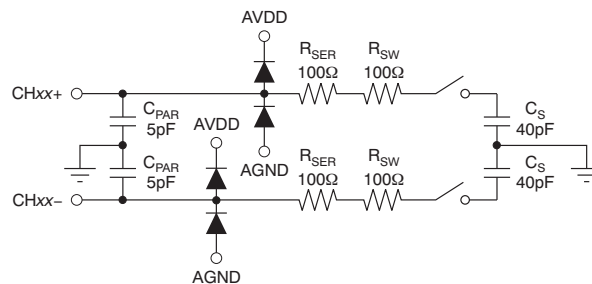 AVDD
R_SER
100Ω
R_SW
100Ω
CHxx+
C_PAR
5pF
C_S
40pF
AVDD
AGND
C_PAR
5pF
R_SER
100Ω
R_SW
100Ω
C_S
40pF
CHxx−
AGND